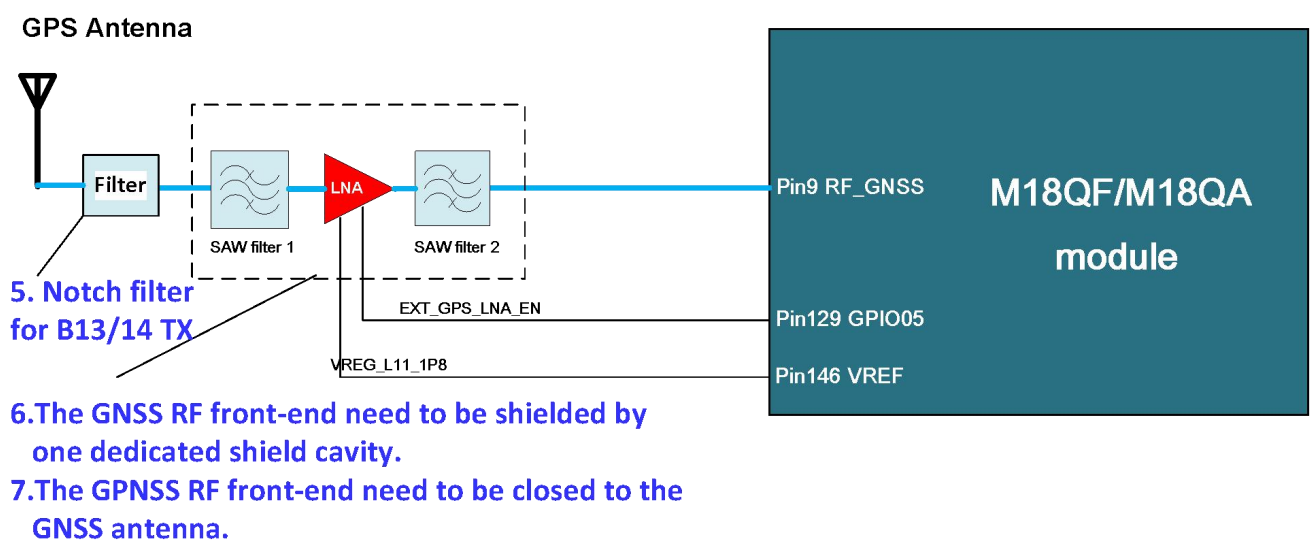 GPS Antenna
Filter
LNA
SAW filter 1
SAW filter 2
Pin9 RF_GNSS
M18QF/M18QA
module
5. Notch filter
for B13/14 TX
EXT_GPS_LNA_EN
Pin129 GPIO05
VREG_L11_1P8
Pin146 VREF
6.The GNSS RF front-end need to be shielded by
one dedicated shield cavity.
7.The GPNSS RF front-end need to be closed to the
GNSS antenna.